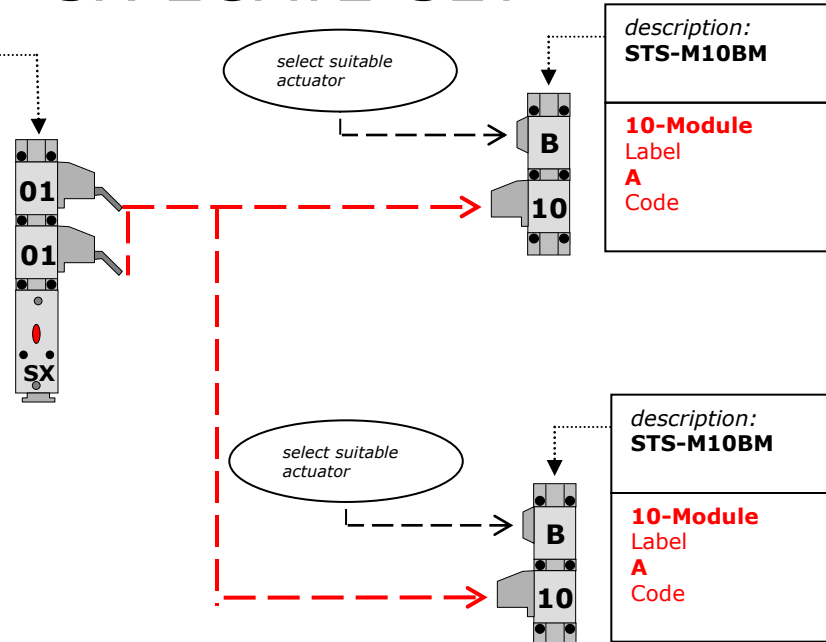 select suitable
actuator
description:
STS-M10BM
10-Module
Label
A
Code
B
10
01
01
SX
select suitable
actuator
description:
STS-M10BM
10-Module
Label
A
Code
B
10